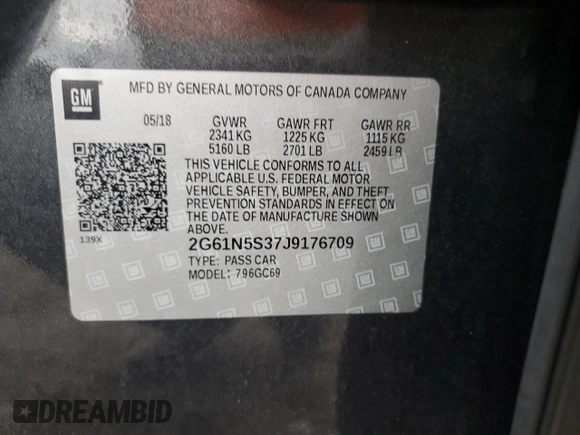 GM
MFD BY GENERAL MOTORS OF CANADA COMPANY
05/18 GVWR GAWR FRT GAWR RR
2341 KG 1225 KG 1115 KG
5160 LB 2701 LB 2459 LB
THIS VEHICLE CONFORMS TO ALL
APPLICABLE U.S. FEDERAL MOTOR
VEHICLE SAFETY, BUMPER, AND THEFT
PREVENTION STANDARDS IN EFFECT ON
THE DATE OF MANUFACTURE SHOWN
ABOVE.
139X
2G61N5S37J9176709
TYPE: PASS CAR
MODEL: 796GC69
DREAMBID